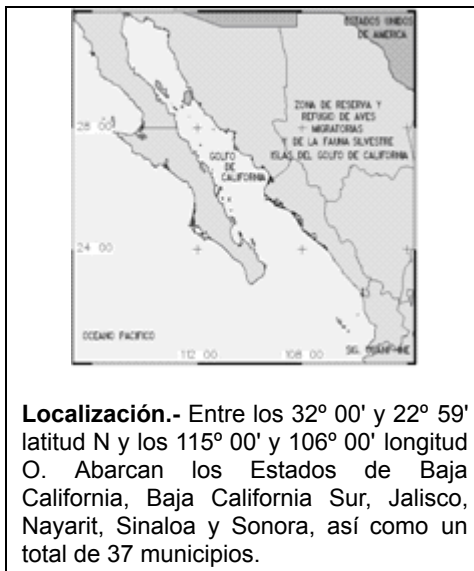 ESTADOS UNIDOS
DE AMERICA
ZONA DE RESERVA Y
REFUGIO DE AVES
MIGRATORIAS
Y DE LA FAUNA SILVESTRE
ISLAS DEL GOLFO DE CALIFORNIA
28 00
GOLFO
DE
CALIFORNIA
24 00
OCEANO PACIFICO
112 00
108 00
Localización.- Entre los 32º 00' y 22º 59'
latitud N y los 115º 00' y 106º 00' longitud
O. Abarcan los Estados de Baja
California, Baja California Sur, Jalisco,
Nayarit, Sinaloa y Sonora, así como un
total de 37 municipios.